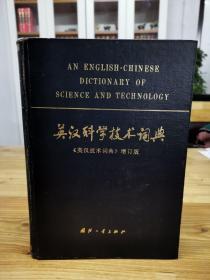 AN ENGLISH-CHINESE
DICTIONARY OF
SCIENCE AND TECHNOLOGY
英汉科学技术词典
《英汉技术词典》增订版
国防工业出版社